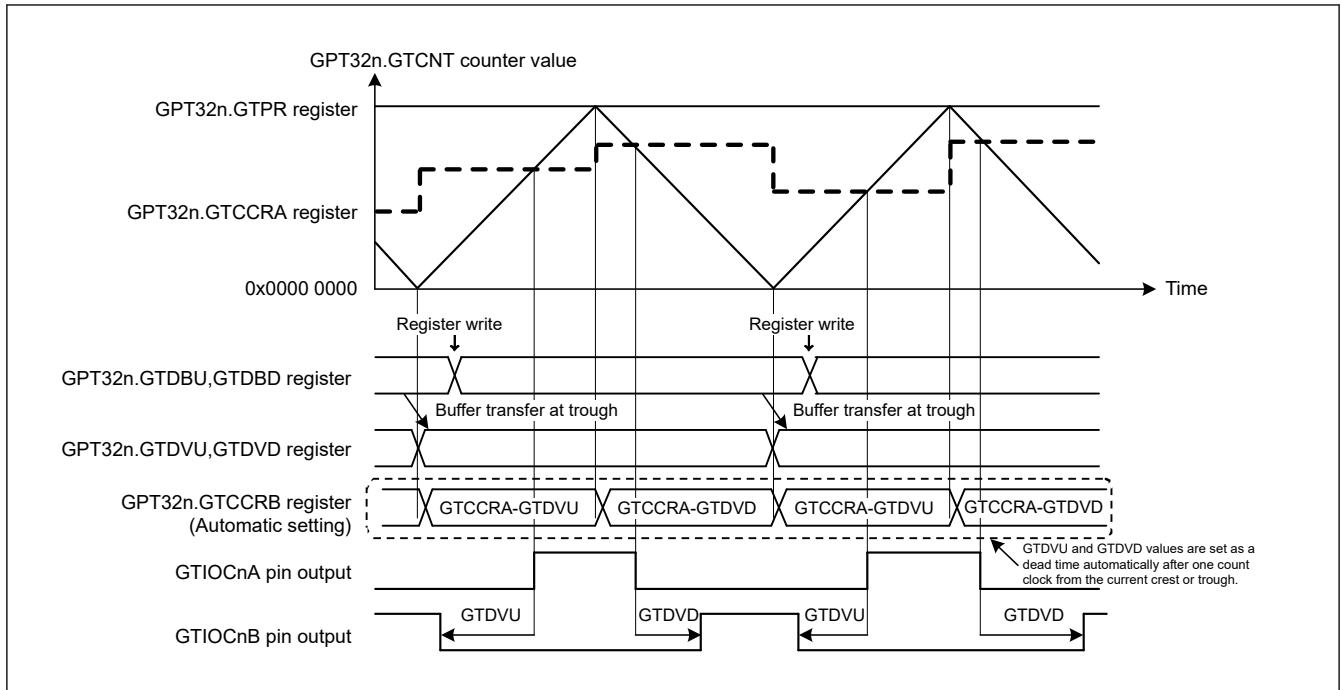 GPT32n.GTCNT counter value
GPT32n.GTPR register
GPT32n.GTCCRA register
0x0000 0000
Time
Register write
Register write
GPT32n.GTDBU,GTDBD register
Buffer transfer at trough
Buffer transfer at trough
GPT32n.GTDVU,GTDVD register
GPT32n.GTCCRB register
(Automatic setting)
GTCCRA-GTDVU
GTCCRA-GTDVD
GTCCRA-GTDVU
GTCCRA-GTDVD
GTDVU and GTDVD values are set as a
dead time automatically after one count
clock from the current crest or trough.
GTIOCnA pin output
GTDVU
GTDVD
GTDVU
GTDVD
GTIOCnB pin output